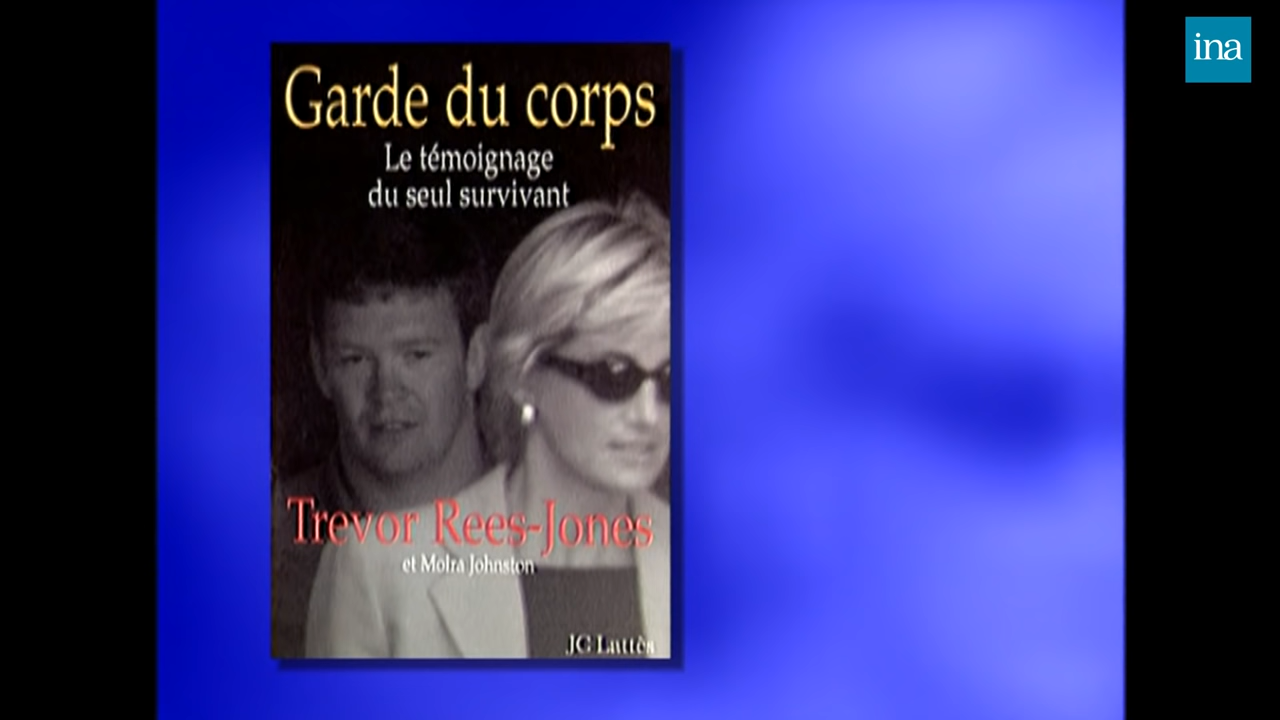 ina
Garde du corps
Le témoignage
du seul survivant
Trevor Rees-Jones
et Moira Johnston
JC Lattès